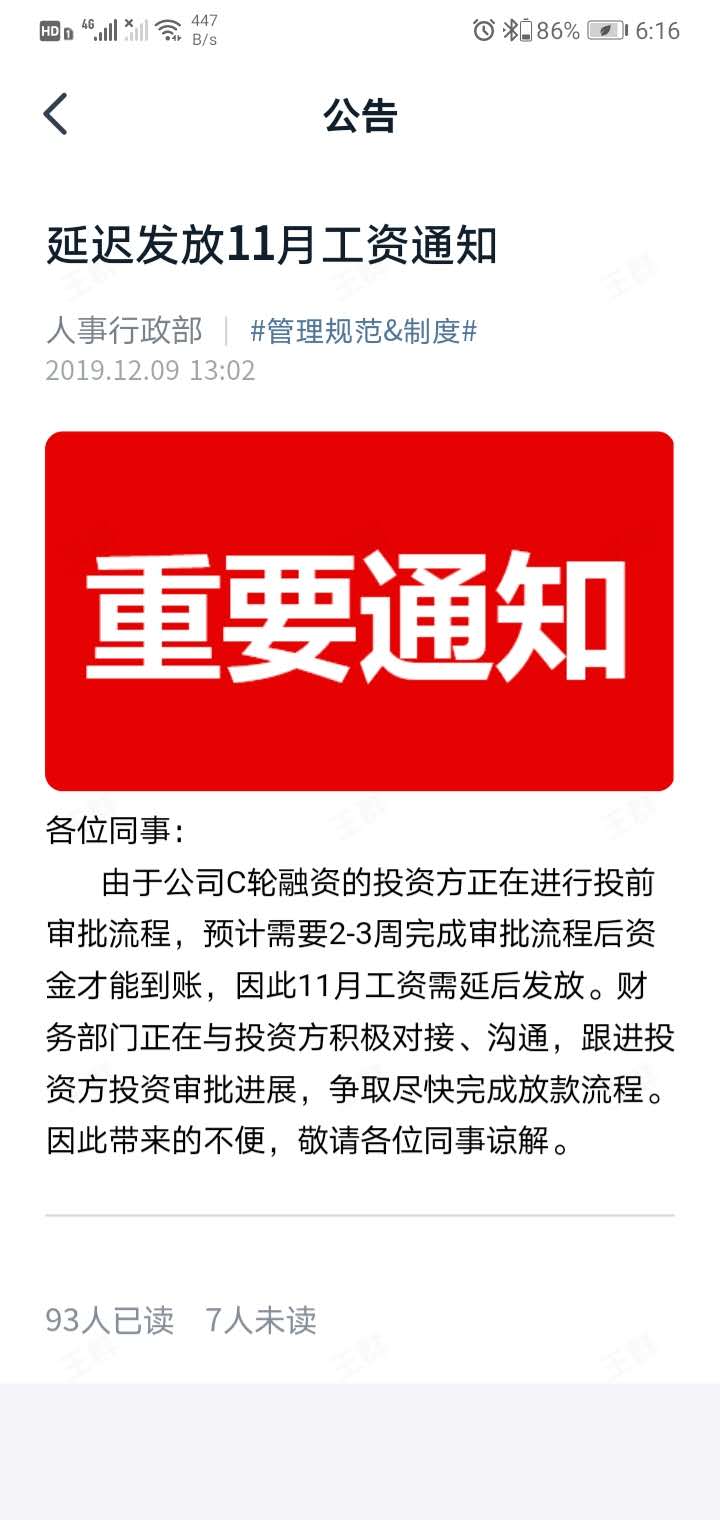 HD 1 46 447 B/s 86% 6:16
公告
延迟发放11月工资通知
人事行政部 | #管理规范&制度#
2019.12.09 13:02
重要通知
各位同事：
由于公司C轮融资的投资方正在进行投前
审批流程，预计需要2-3周完成审批流程后资
金才能到账，因此11月工资需延后发放。财
务部门正在与投资方积极对接、沟通，跟进投
资方投资审批进展，争取尽快完成放款流程。
因此带来的不便，敬请各位同事谅解。
93人已读 7人未读